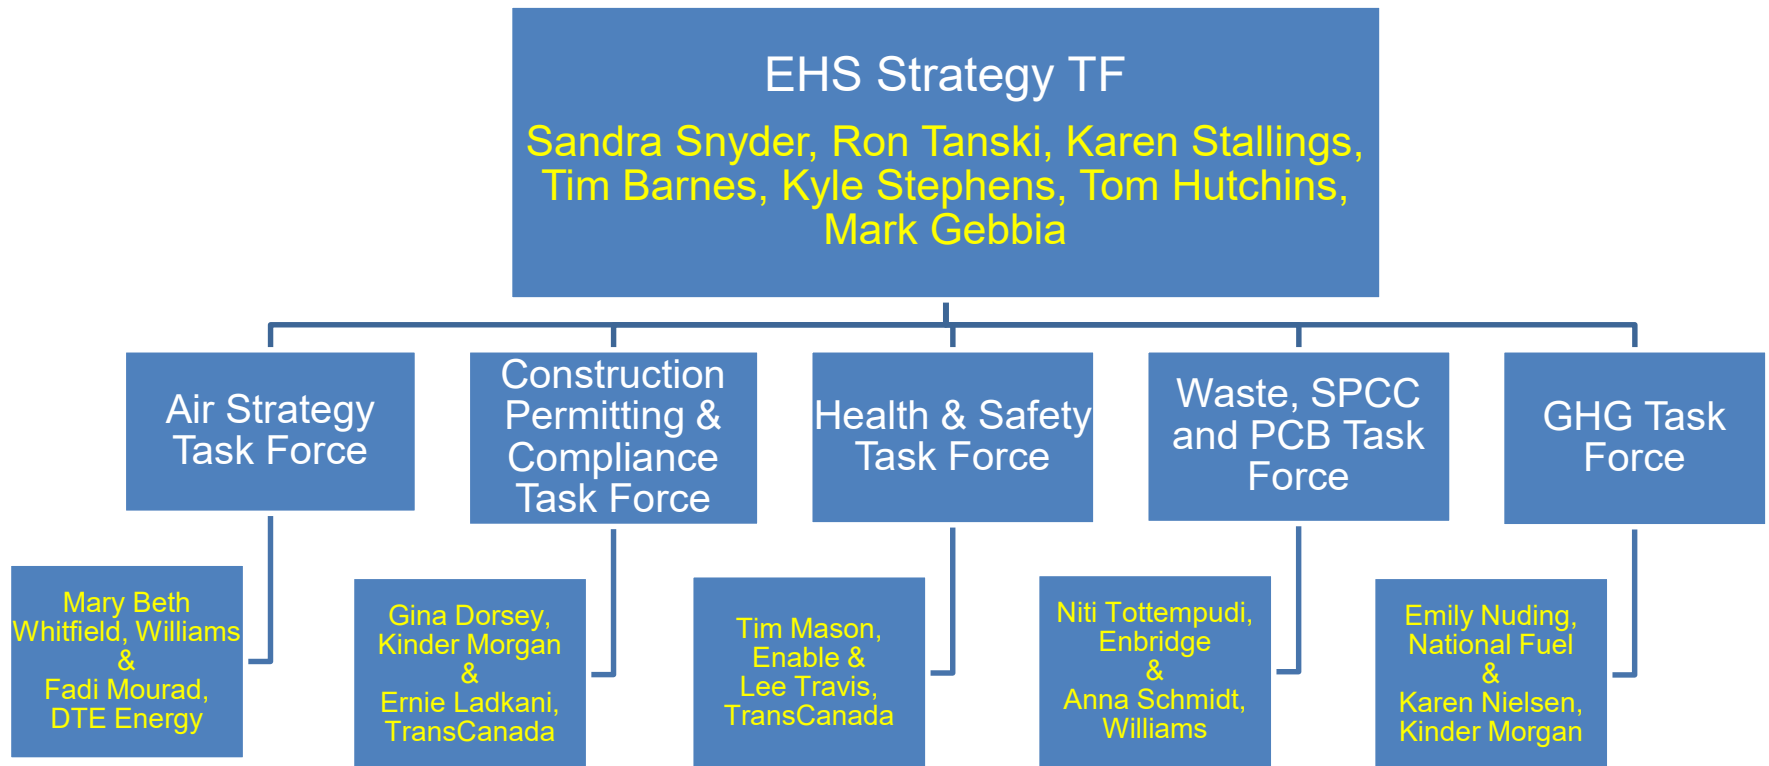 EHS Strategy TF
Sandra Snyder, Ron Tanski, Karen Stallings,
Tim Barnes, Kyle Stephens, Tom Hutchins,
Mark Gebbia
Air Strategy
Task Force
Construction
Permitting &
Compliance
Task Force
Health & Safety
Task Force
Waste, SPCC
and PCB Task
Force
GHG Task
Force
Mary Beth
Whitfield, Williams
&
Fadi Mourad,
DTE Energy
Gina Dorsey,
Kinder Morgan
&
Ernie Ladkani,
TransCanada
Tim Mason,
Enable &
Lee Travis,
TransCanada
Niti Tottempudi,
Enbridge
&
Anna Schmidt,
Williams
Emily Nuding,
National Fuel
&
Karen Nielsen,
Kinder Morgan